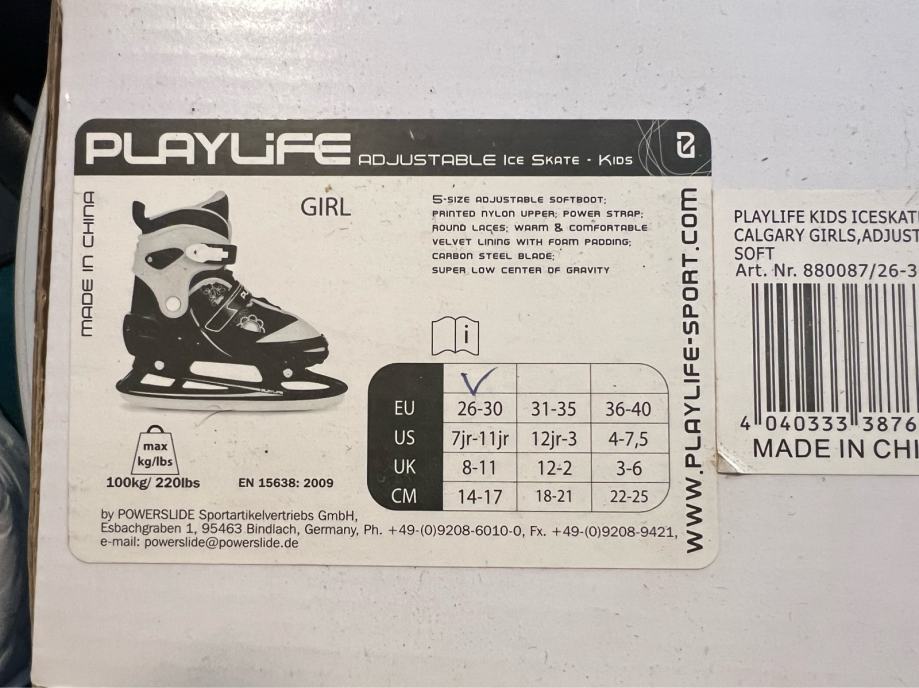 PLAYLIFE ADJUSTABLE ICE SKATE - KIDS
MADE IN CHINA
GIRL
5-SIZE ADJUSTABLE SOFTBOOT;
PRINTED NYLON UPPER; POWER STRAP;
ROUND LACES; WARM & COMFORTABLE
VELVET LINING WITH FOAM PADDING;
CARBON STEEL BLADE;
SUPER LOW CENTER OF GRAVITY
i
EU 26-30 31-35 36-40
US 7jr-11jr 12jr-3 4-7,5
UK 8-11 12-2 3-6
CM 14-17 18-21 22-25
max
kg/lbs
100kg/ 220lbs
EN 15638: 2009
by POWERSLIDE Sportartikelvertriebs GmbH,
Esbachgraben 1, 95463 Bindlach, Germany, Ph. +49-(0)9208-6010-0, Fx. +49-(0)9208-9421,
e-mail: powerslide@powerslide.de
WWW.PLAYLIFE-SPORT.COM
PLAYLIFE KIDS ICESKAT
CALGARY GIRLS,ADJUST
SOFT
Art. Nr. 880087/26-3
4 040333 3876
MADE IN CHI